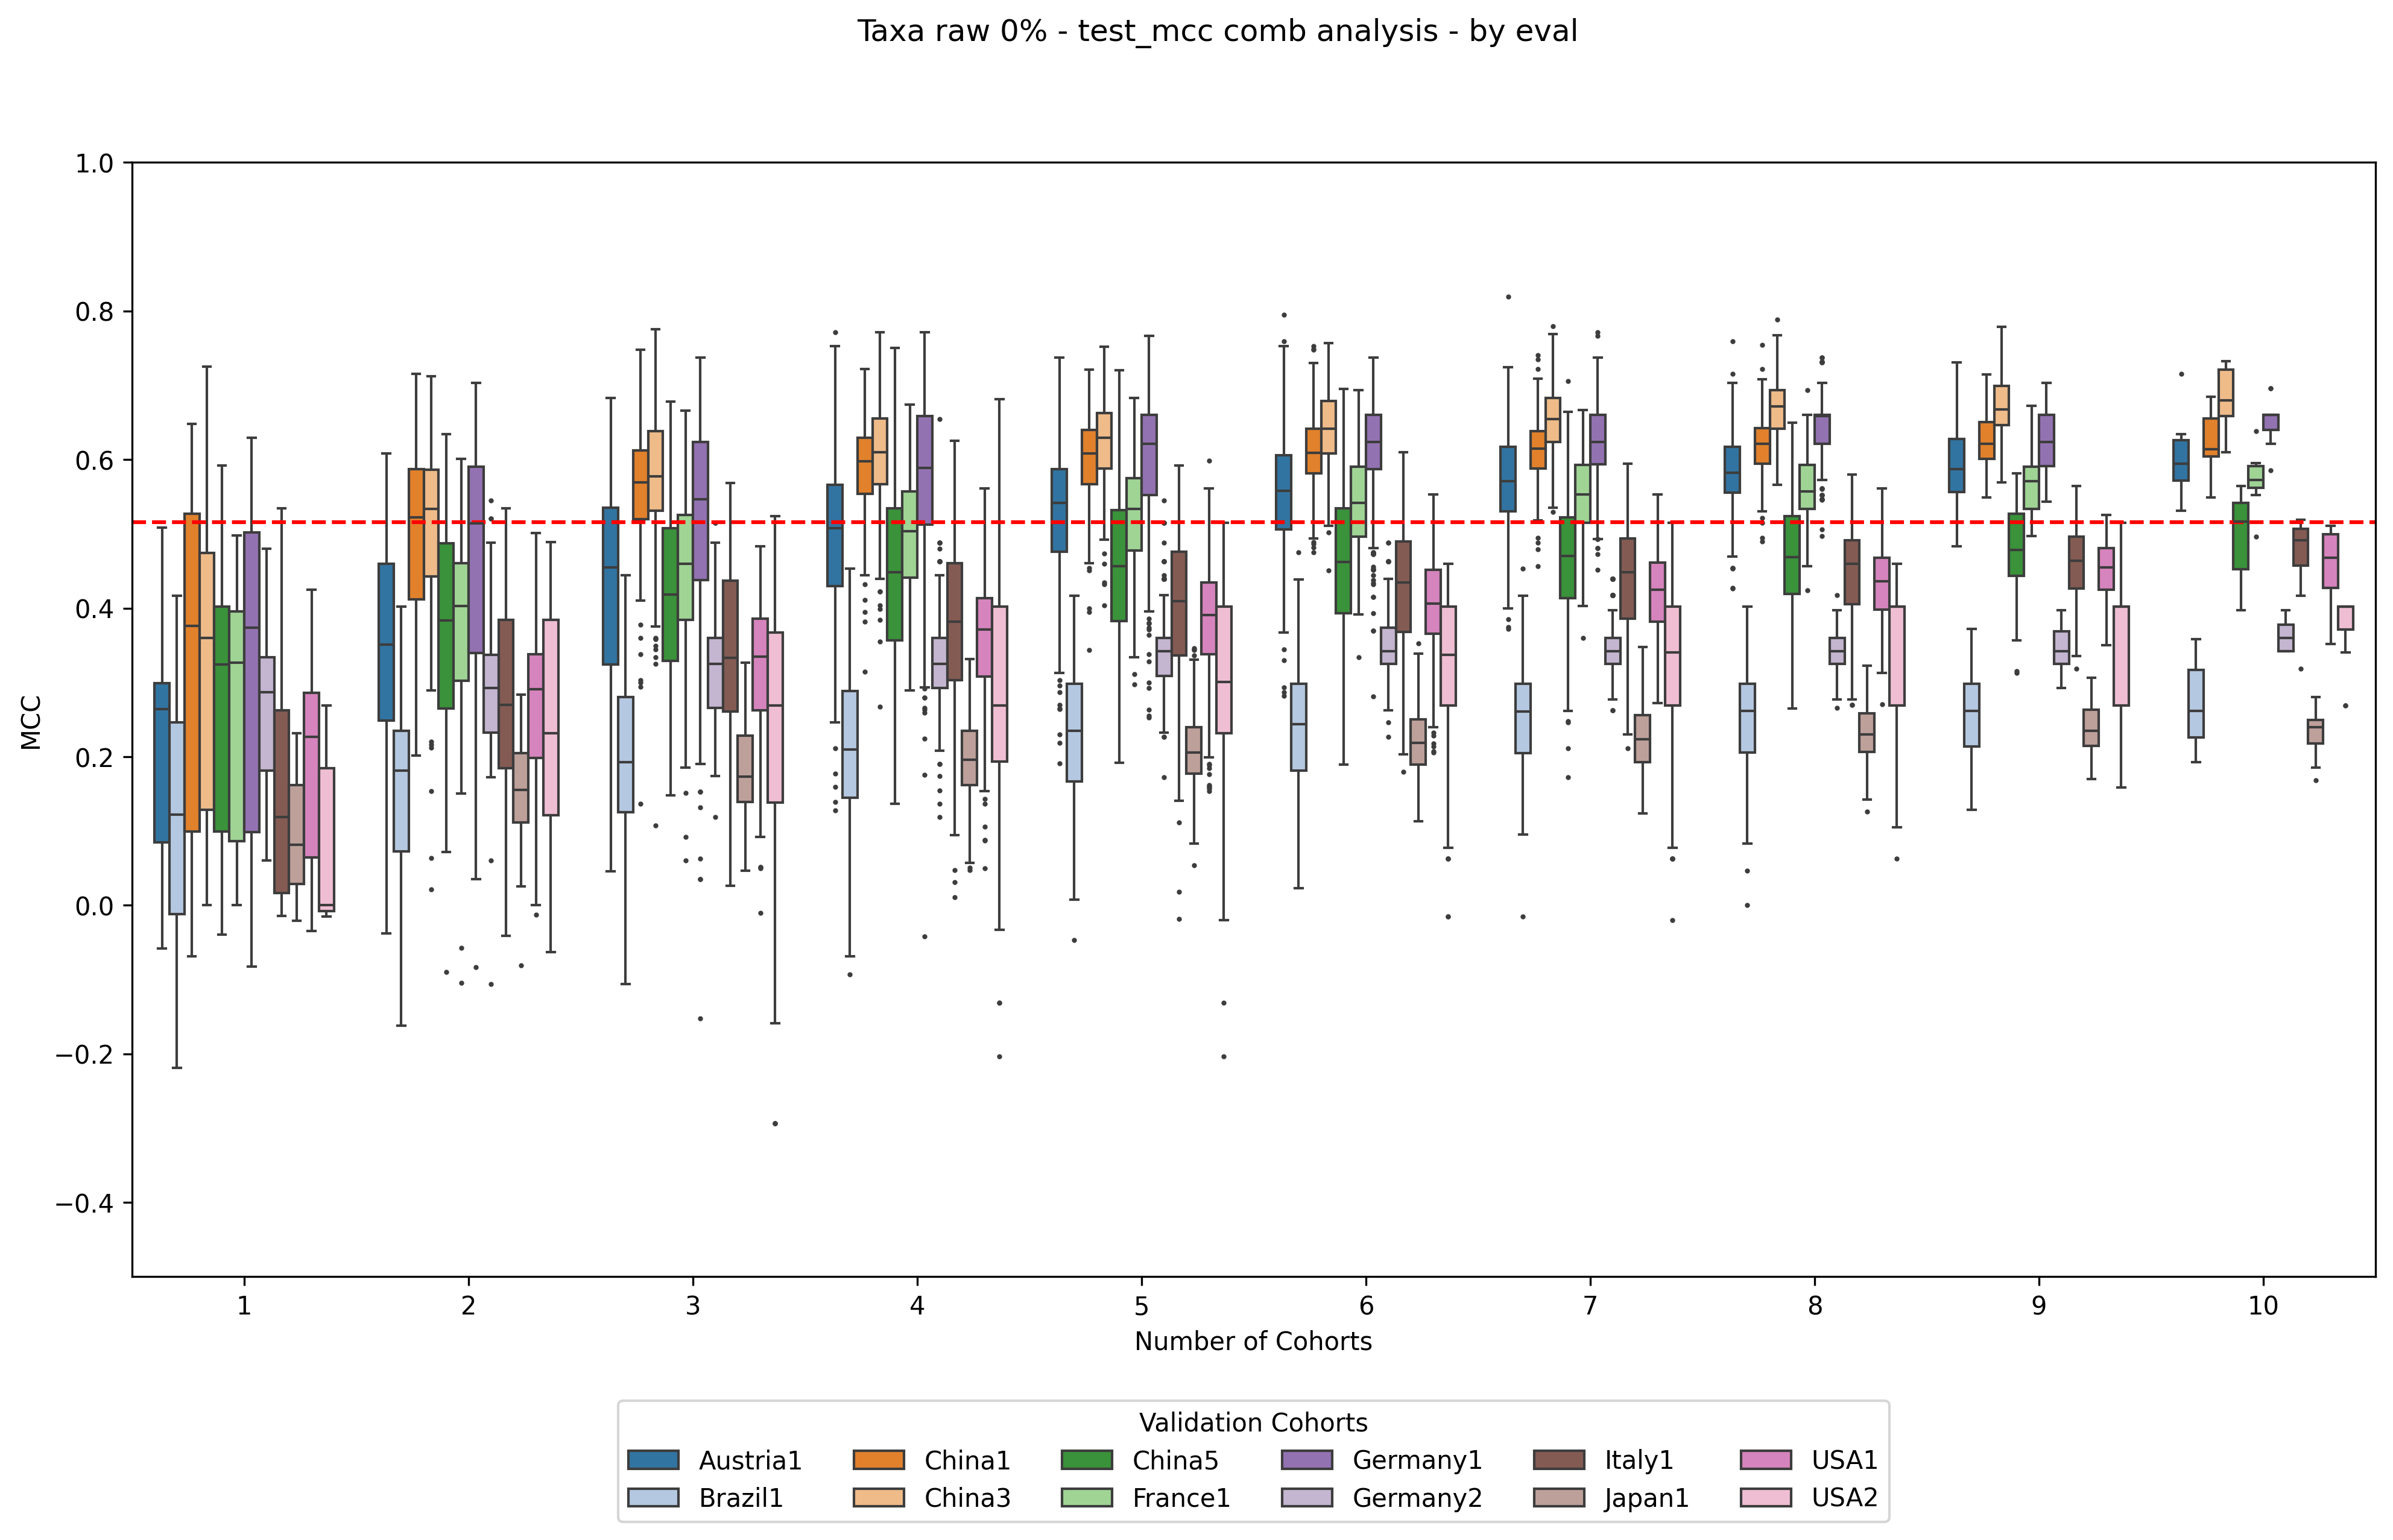 Taxa raw 0% - test_mcc comb analysis - by eval
1.0
0.8
0.6
0.4
0.2
0.0
−0.2
−0.4
MCC
1 2 3 4 5 6 7 8 9 10
Number of Cohorts
Validation Cohorts
Austria1 China1 China5 Germany1 Italy1 USA1
Brazil1 China3 France1 Germany2 Japan1 USA2